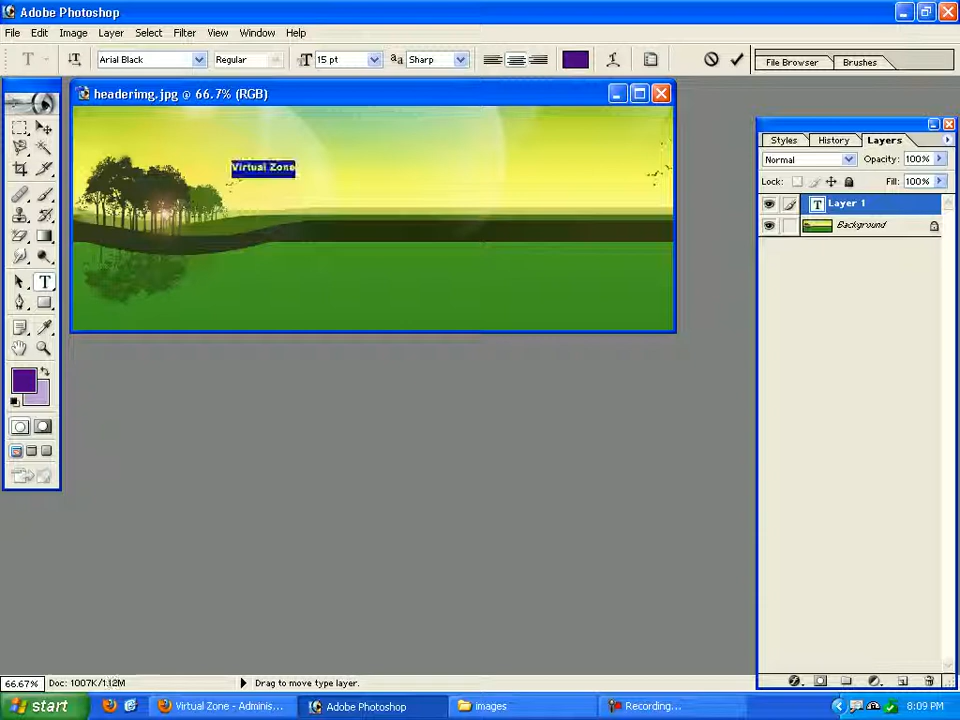 Adobe Photoshop
File Edit Image Layer Select Filter View Window Help
T T Arial Black Regular T 15 pt aa Sharp File Browser Brushes
headerimg.jpg @ 66.7% (RGB)
Virtual Zone
Styles History Layers
Normal Opacity: 100%
Lock: Fill: 100%
T Layer 1
Background
T
66.67% Doc: 1007K/1.12M Drag to move type layer.
start Virtual Zone - Adminis... Adobe Photoshop images Recording... 8:09 PM